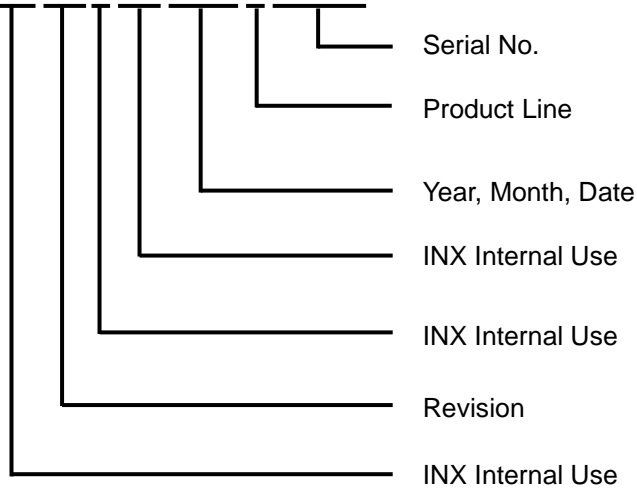 Serial No.
Product Line
Year, Month, Date
INX Internal Use
INX Internal Use
Revision
INX Internal Use